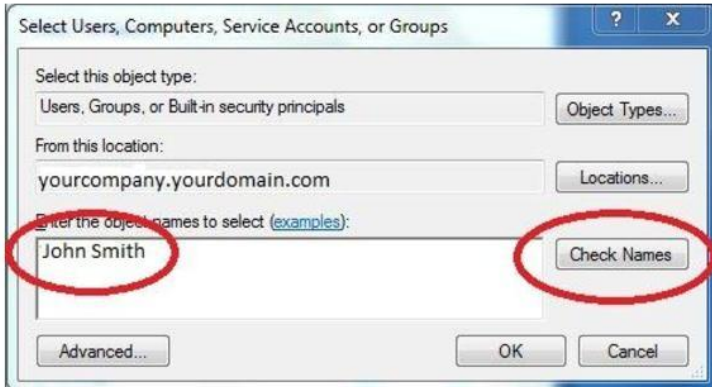 Select Users, Computers, Service Accounts, or Groups
? X
Select this object type:
Users, Groups, or Built-in security principals
Object Types...
From this location:
yourcompany.yourdomain.com
Locations...
Enter the object names to select (examples):
John Smith
Check Names
Advanced...
OK
Cancel